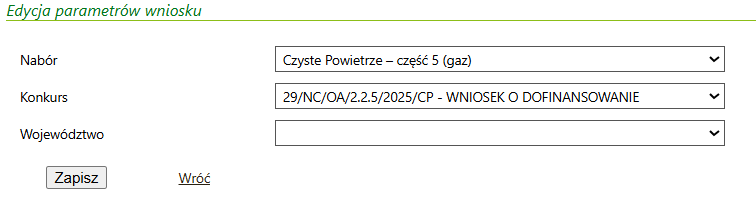 Edycja parametrów wniosku
Nabór Czyste Powietrze – część 5 (gaz)
Konkurs 29/NC/OA/2.2.5/2025/CP - WNIOSEK O DOFINANSOWANIE
Województwo
Zapisz Wróć